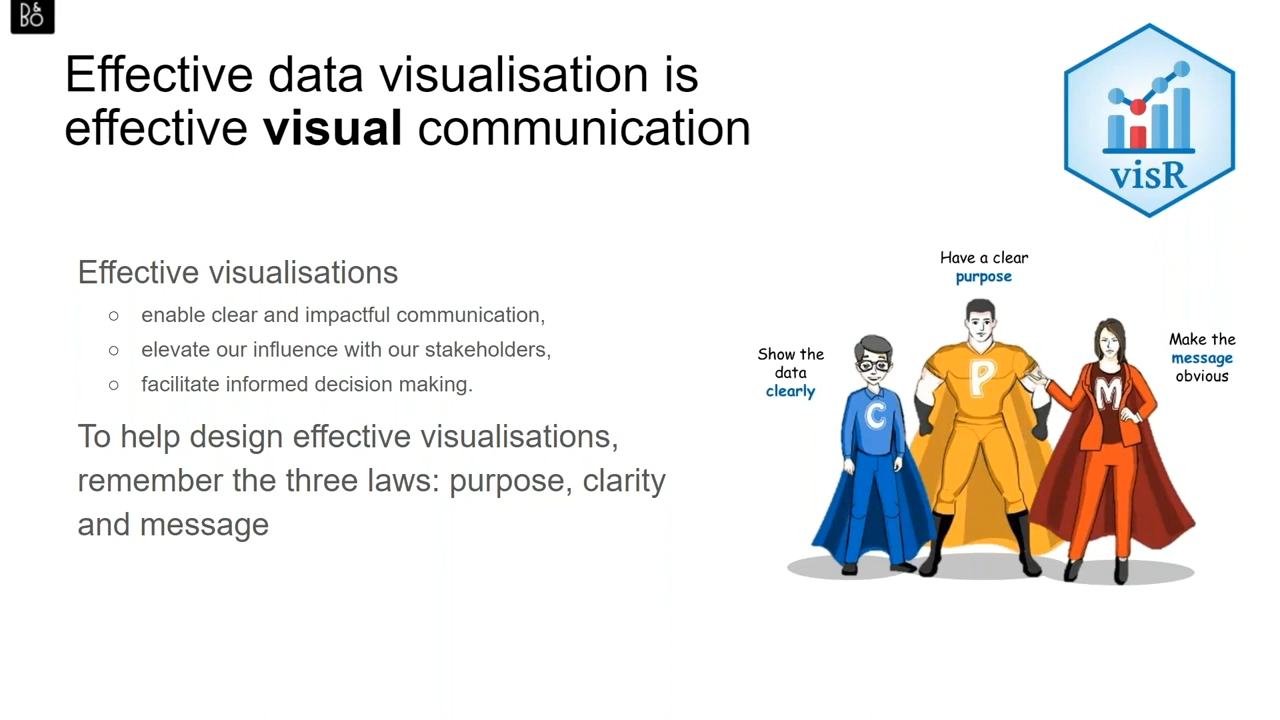 B&O
Effective data visualisation is
effective visual communication
visR
Effective visualisations
○ enable clear and impactful communication,
○ elevate our influence with our stakeholders,
○ facilitate informed decision making.
To help design effective visualisations,
remember the three laws: purpose, clarity
and message
Have a clear
purpose
Show the
data
clearly
Make the
message
obvious
C
P
M